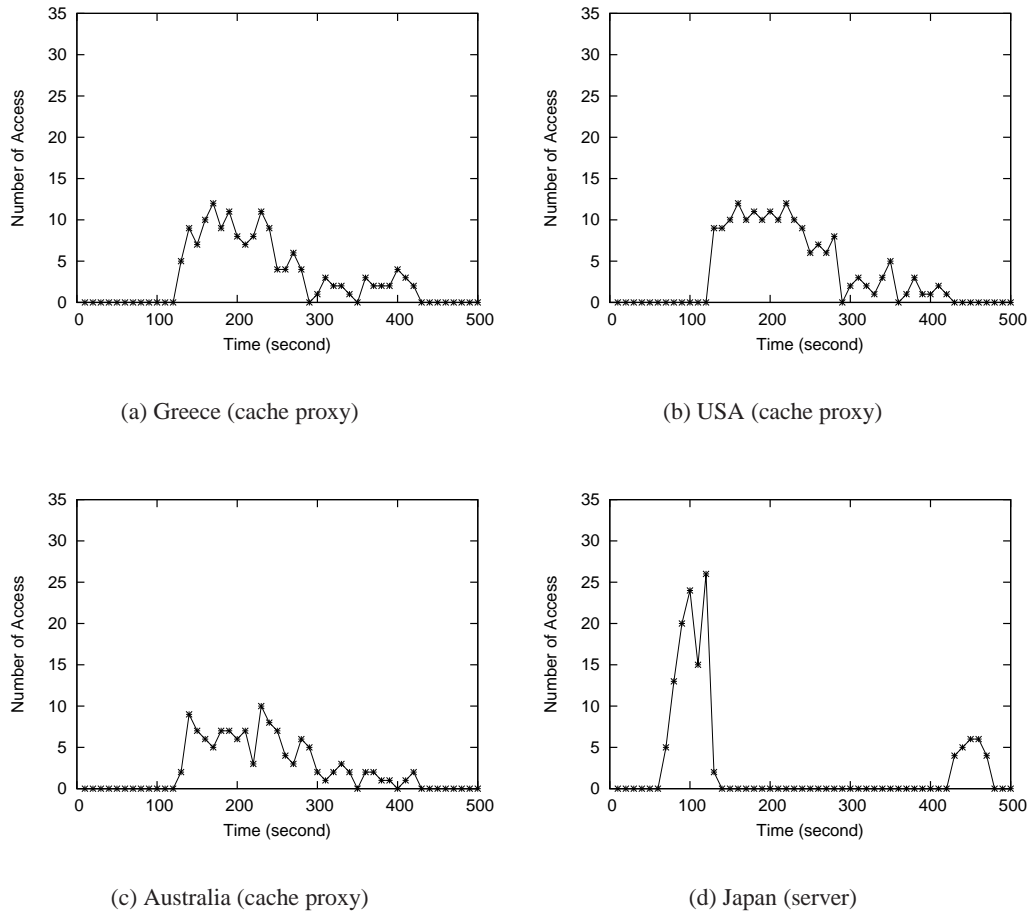 35
30
25
20
15
10
5
0
Number of Access
0 100 200 300 400 500
Time (second)
(a) Greece (cache proxy)
35
30
25
20
15
10
5
0
Number of Access
0 100 200 300 400 500
Time (second)
(b) USA (cache proxy)
35
30
25
20
15
10
5
0
Number of Access
0 100 200 300 400 500
Time (second)
(c) Australia (cache proxy)
35
30
25
20
15
10
5
0
Number of Access
0 100 200 300 400 500
Time (second)
(d) Japan (server)